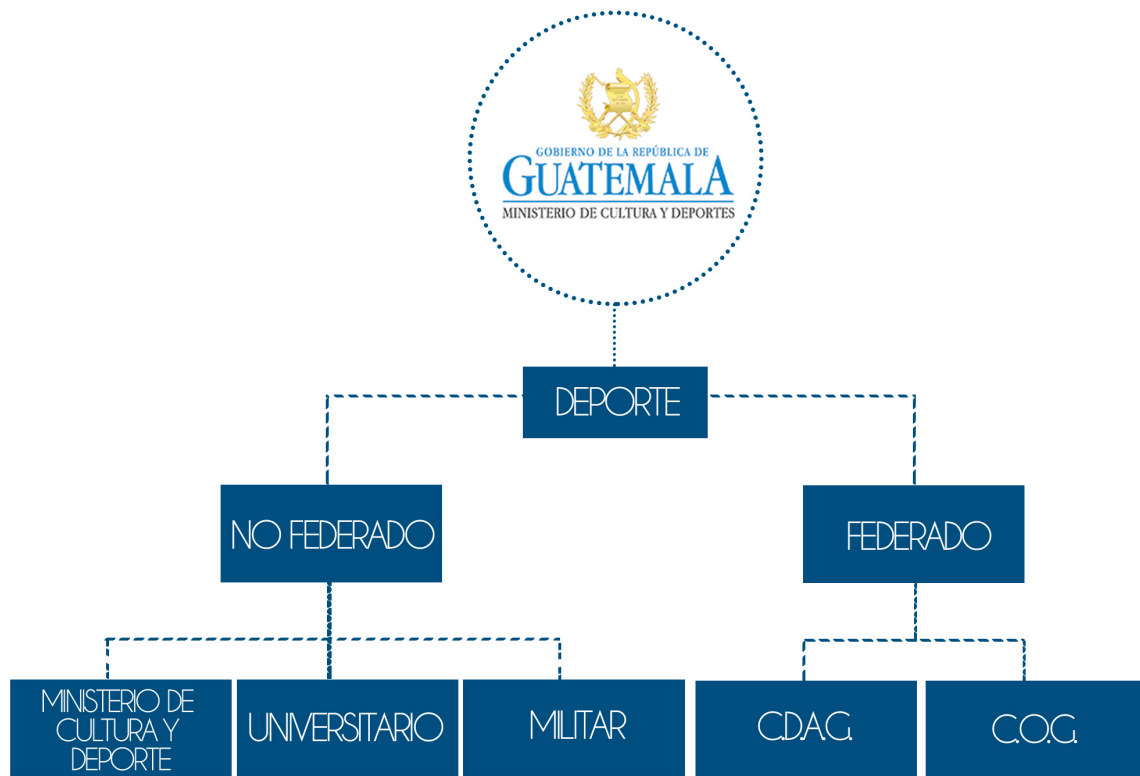 GOBIERNO DE LA REPÚBLICA DE
GUATEMALA
MINISTERIO DE CULTURA Y DEPORTES
DEPORTE
NO FEDERADO
FEDERADO
MINISTERIO DE
CULTURA Y
DEPORTE
UNIVERSITARIO
MILITAR
C.D.A.G.
C.O.G.